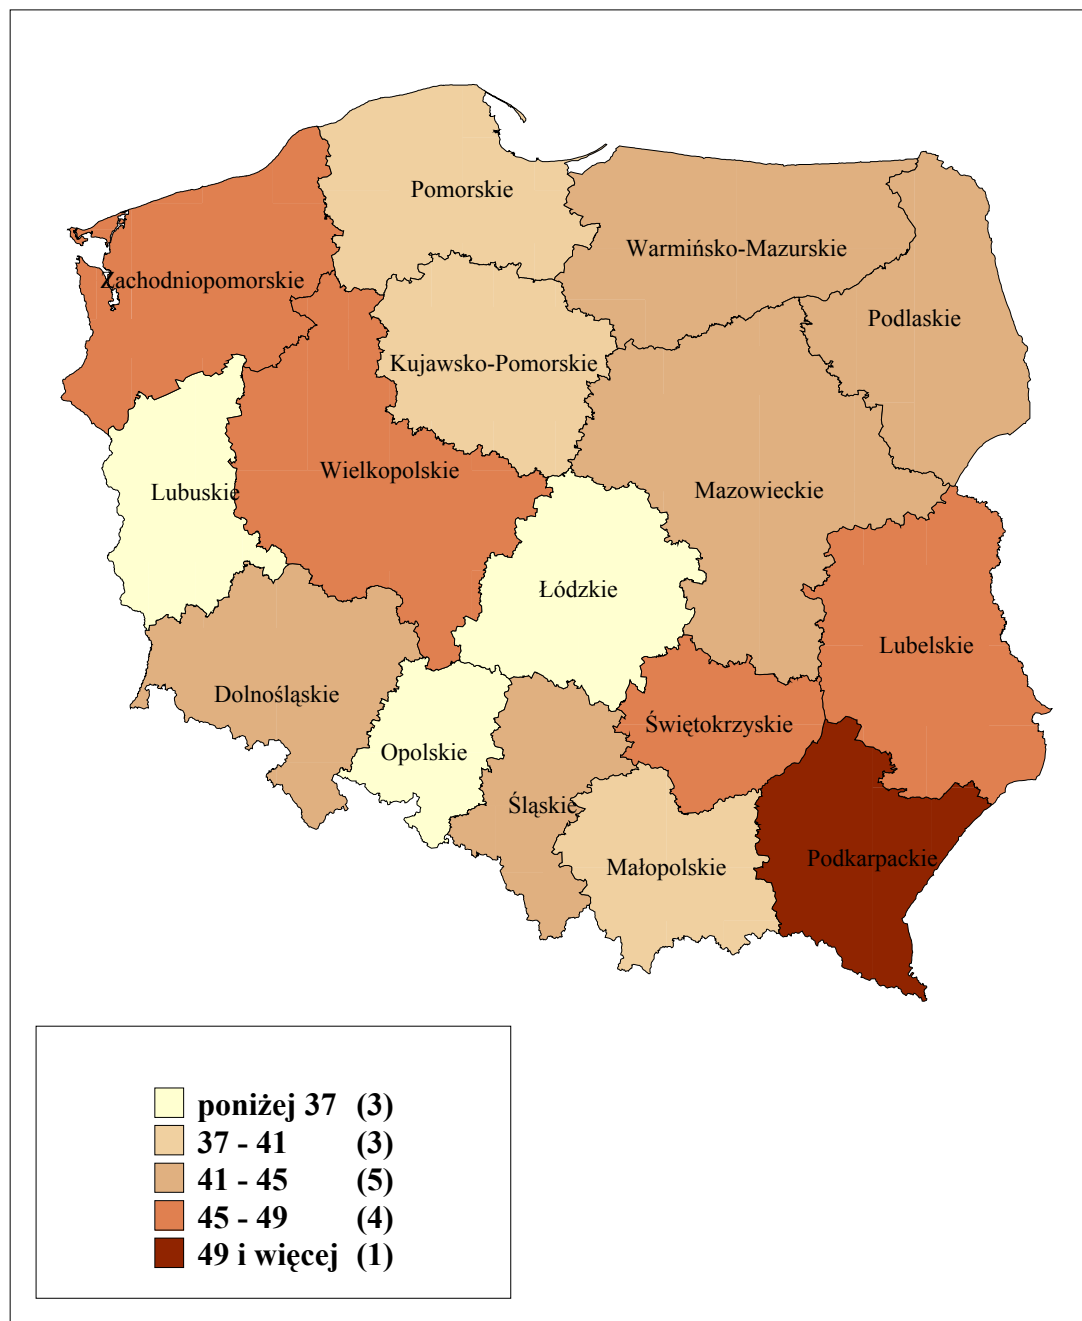 Pomorskie
Warmińsko-Mazurskie
Zachodniopomorskie
Podlaskie
Kujawsko-Pomorskie
Wielkopolskie
Lubuskie
Mazowieckie
Łódzkie
Lubelskie
Dolnośląskie
Świętokrzyskie
Opolskie
Śląskie
Małopolskie
Podkarpackie
poniżej 37 (3)
37 - 41 (3)
41 - 45 (5)
45 - 49 (4)
49 i więcej (1)